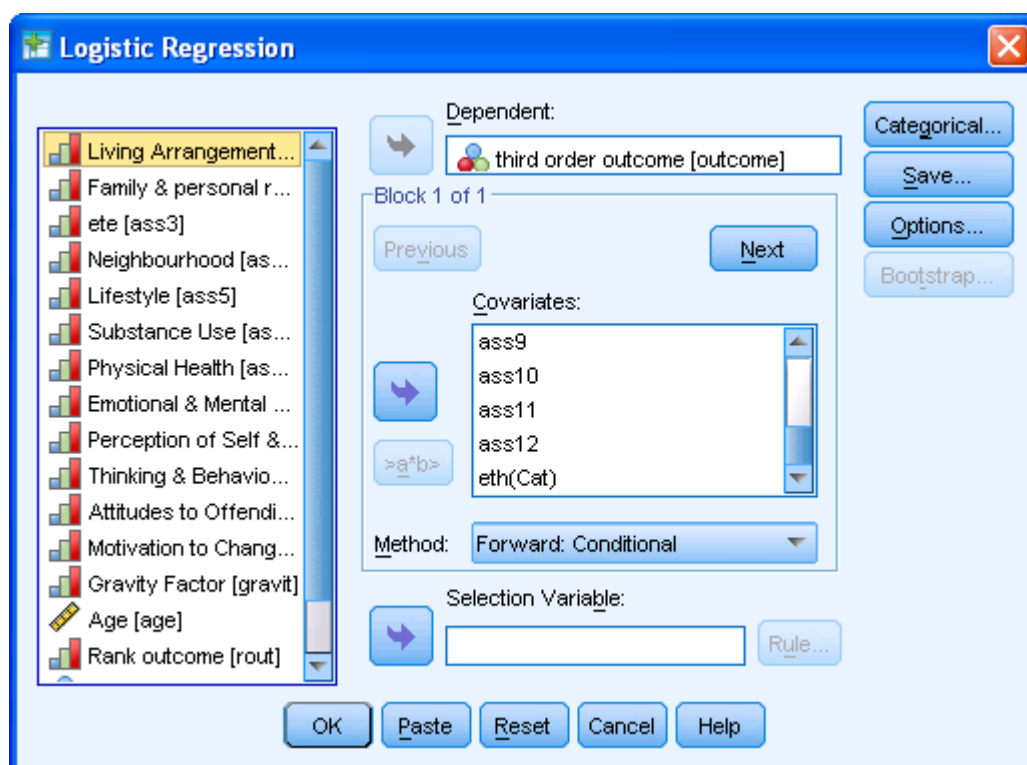 Logistic Regression
Living Arrangement...
Family & personal r...
ete [ass3]
Neighbourhood [as...
Lifestyle [ass5]
Substance Use [as...
Physical Health [as...
Emotional & Mental ...
Perception of Self &...
Thinking & Behavio...
Attitudes to Offendi...
Motivation to Chang...
Gravity Factor [gravit]
Age [age]
Rank outcome [rout]
Dependent:
third order outcome [outcome]
Block 1 of 1
Previous
Next
Covariates:
ass9
ass10
ass11
ass12
eth(Cat)
>a*b>
Method:
Forward: Conditional
Selection Variable:
Rule...
Categorical...
Save...
Options...
Bootstrap...
OK
Paste
Reset
Cancel
Help